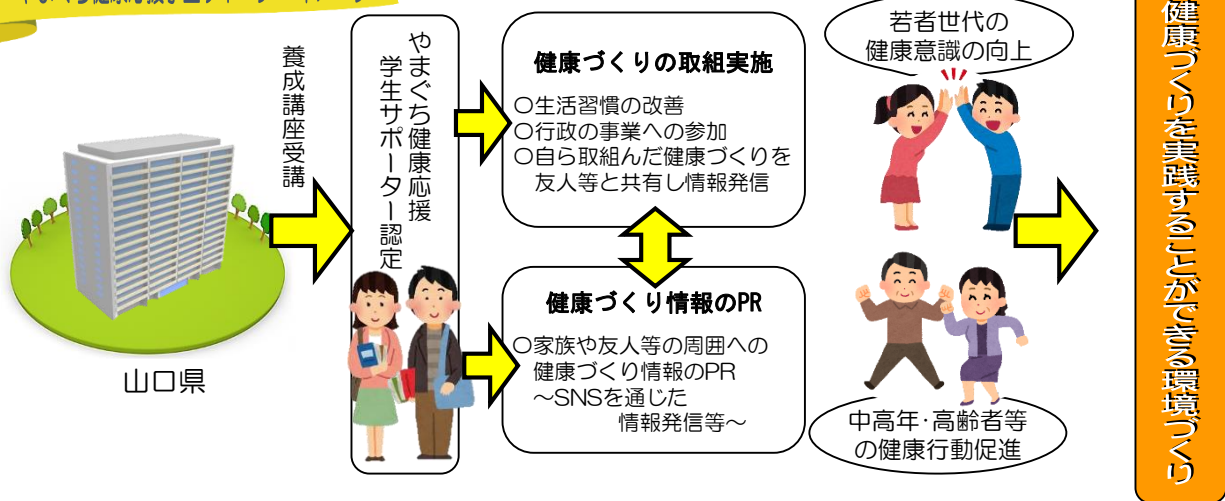 山口県
養成講座受講
やまぐち健康応援
学生サポーター認定
健康づくりの取組実施
〇生活習慣の改善
〇行政の事業への参加
〇自ら取組んだ健康づくりを
友人等と共有し情報発信
健康づくり情報のPR
〇家族や友人等の周囲への
健康づくり情報のPR
～SNSを通じた
情報発信等～
若者世代の
健康意識の向上
中高年・高齢者等
の健康行動促進
健康づくりを実践することができる環境づくり